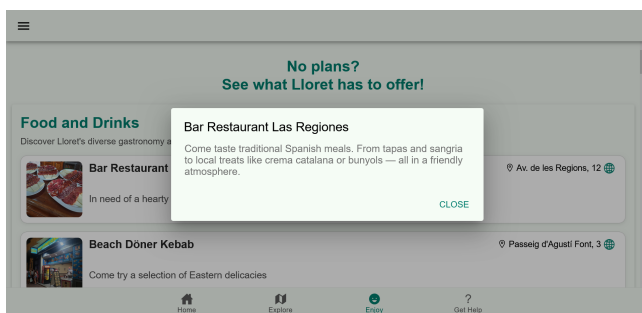 No plans?
See what Lloret has to offer!
Food and Drinks
Discover Lloret's diverse gastronomy a
Bar Restaurant
Av. de les Regions, 12
In need of a hearty
Bar Restaurant Las Regiones
Come taste traditional Spanish meals. From tapas and sangria
to local treats like crema catalana or bunyols — all in a friendly
atmosphere.
CLOSE
Beach Döner Kebab
Passeig d'Agustí Font, 3
Come try a selection of Eastern delicacies
Home Explore Enjoy Get Help